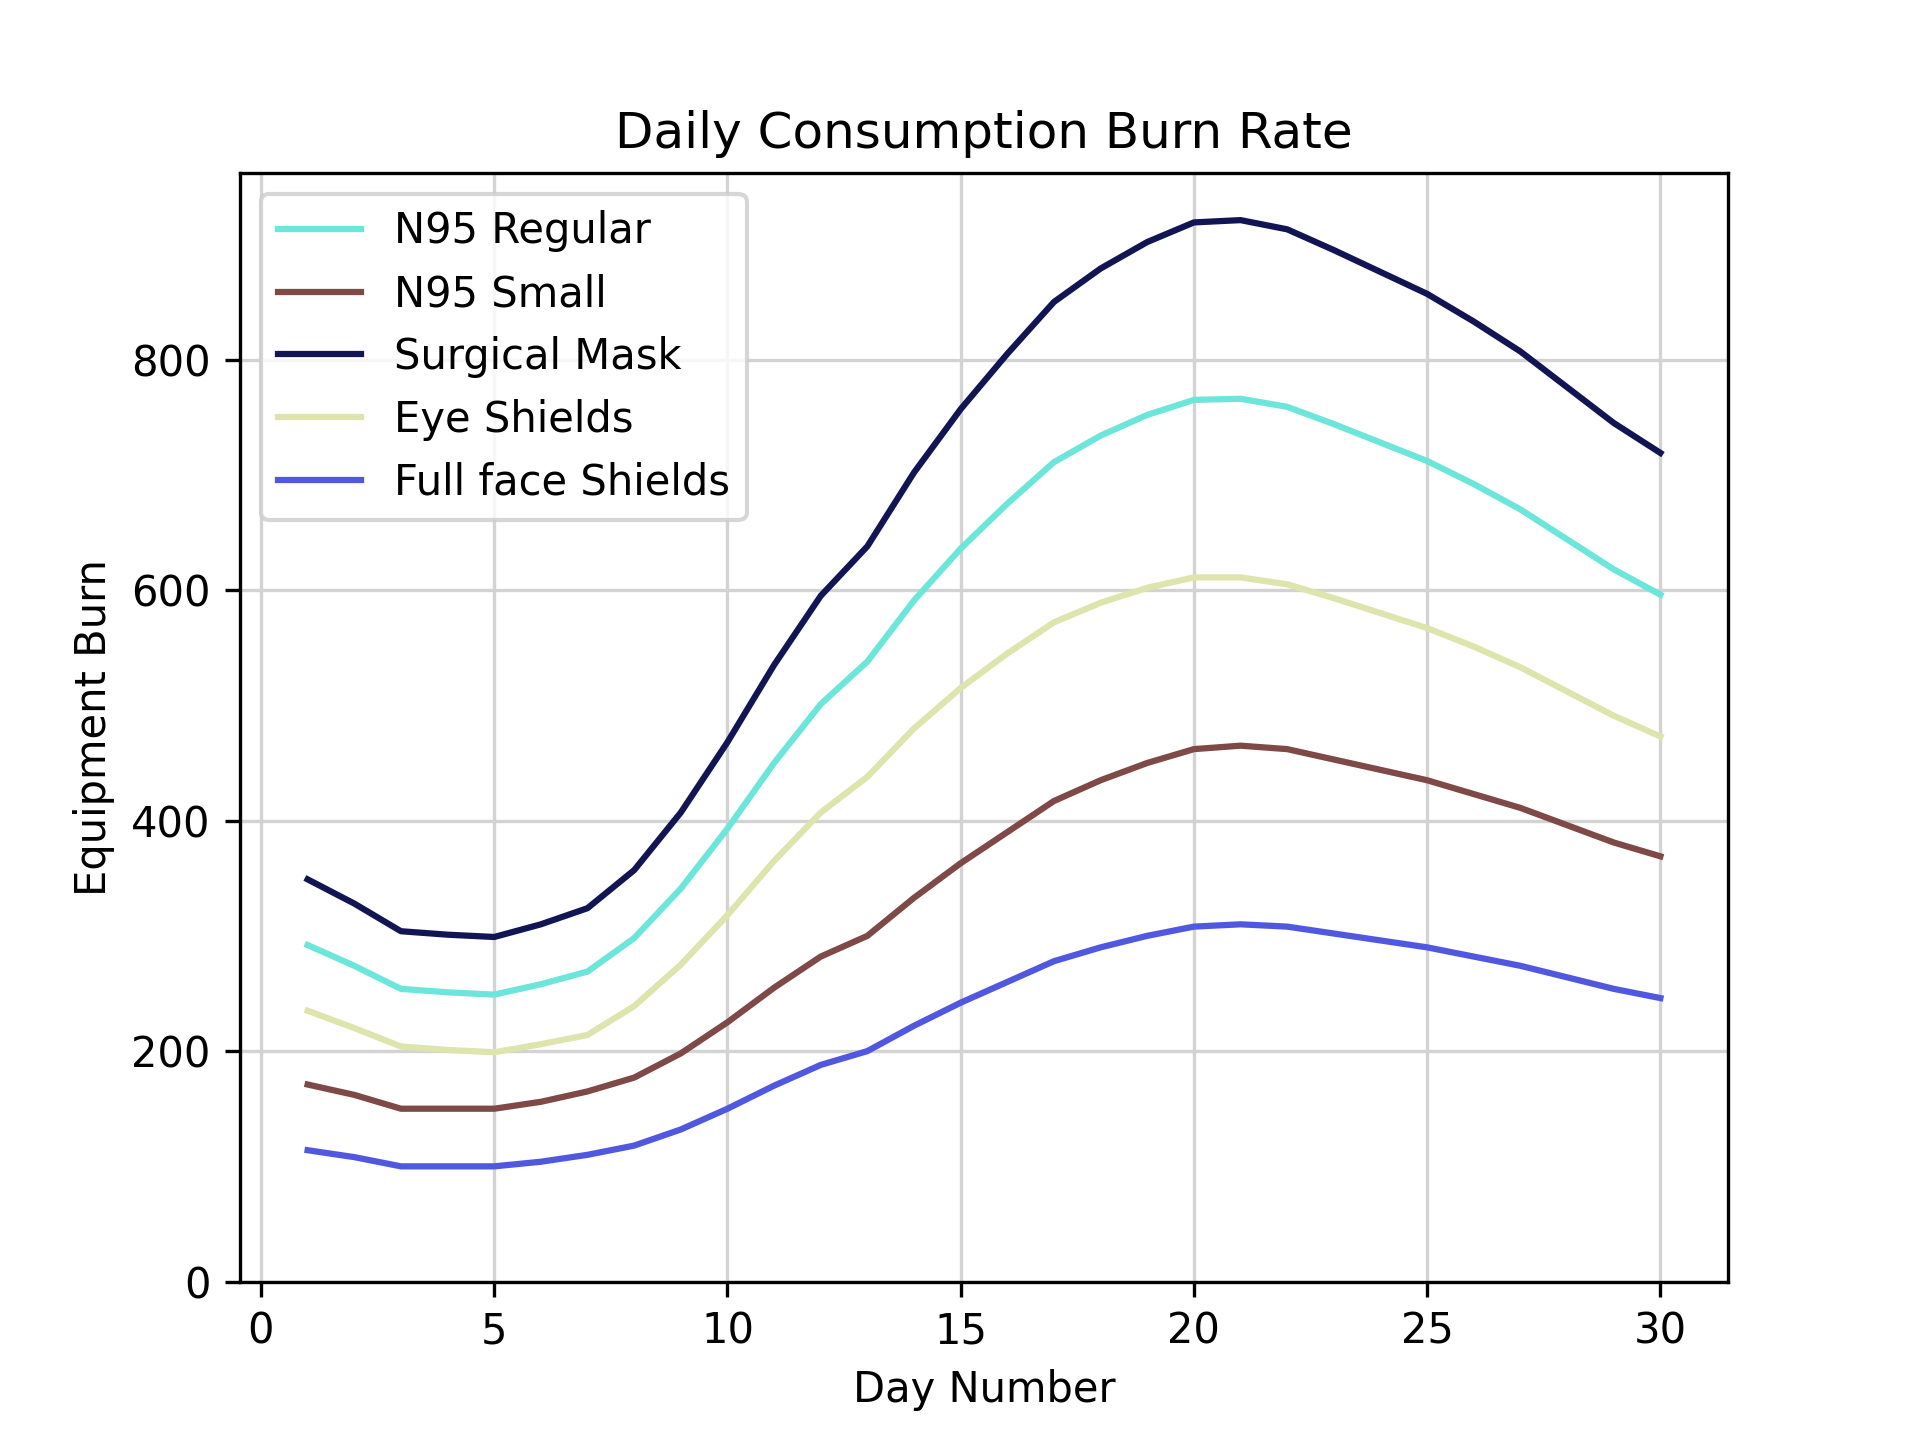 Daily Consumption Burn Rate
N95 Regular
N95 Small
Surgical Mask
Eye Shields
Full face Shields
Equipment Burn
800
600
400
200
0
0 5 10 15 20 25 30
Day Number